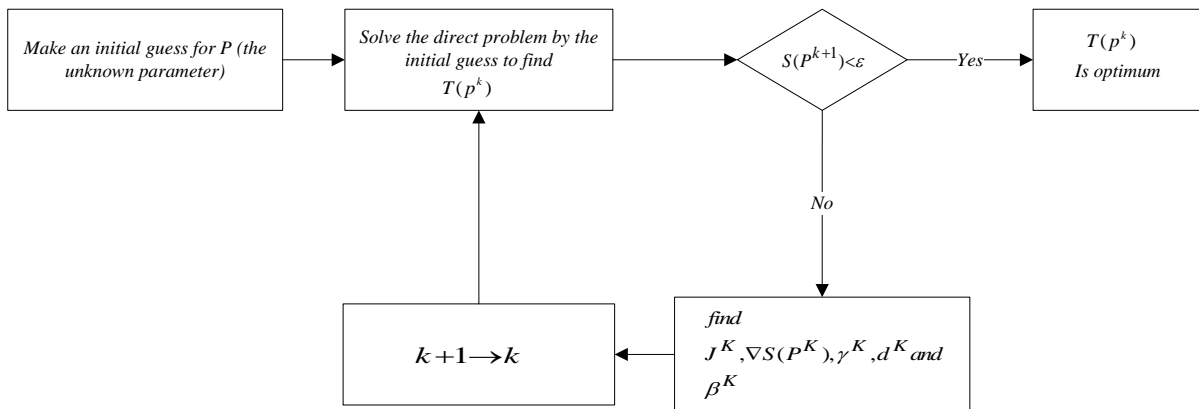 Make an initial guess for P (the
unknown parameter)
Solve the direct problem by the
initial guess to find
T(p^k)
S(P^{k+1})<ε
Yes
T(p^k)
Is optimum
No
find
J^K,∇S(P^K),γ^K,d^K and
β^K
k+1→k